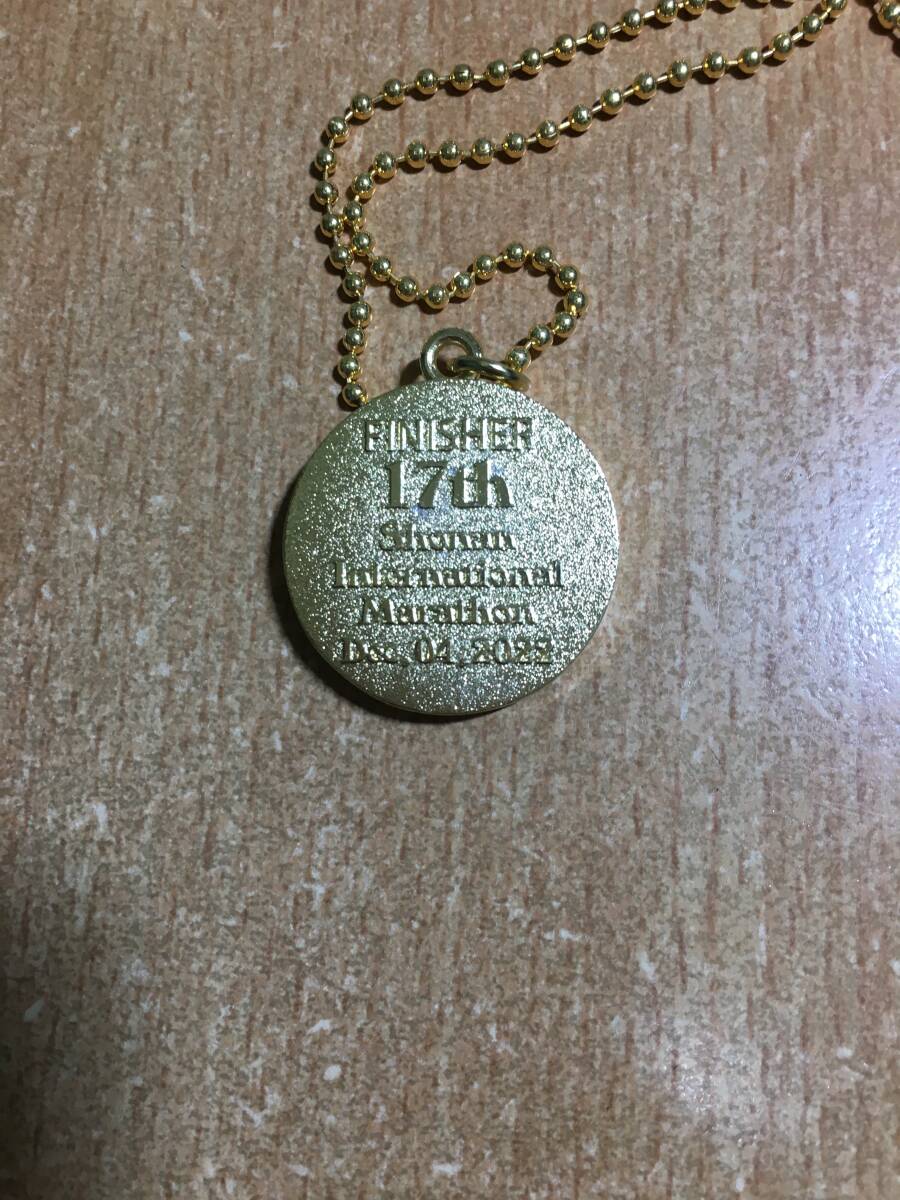 FINISHER
17th
Shonan
International
Marathon
Dec, 04, 2022